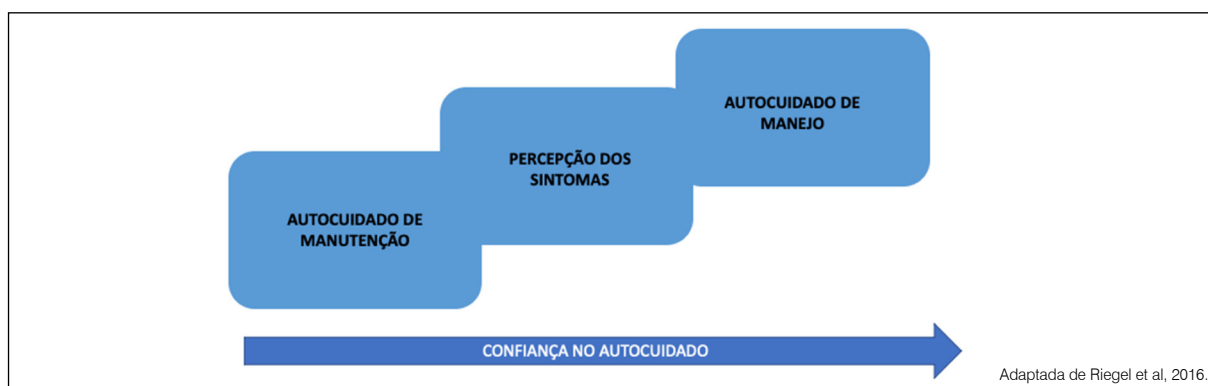 AUTOCUIDADO DE
MANUTENÇÃO
PERCEPÇÃO DOS
SINTOMAS
AUTOCUIDADO DE
MANEJO
CONFIANÇA NO AUTOCUIDADO
Adaptada de Riegel et al, 2016.